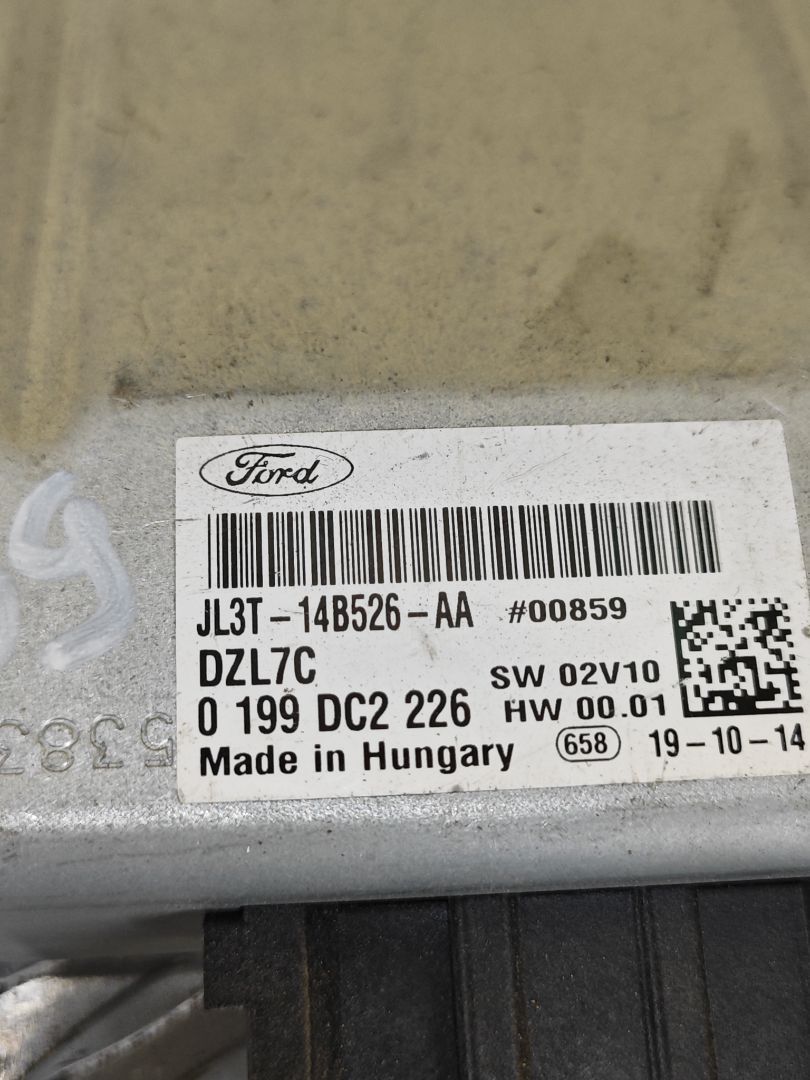 Ford
JL3T-14B526-AA #00859
DZL7C
SW 02V10
0 199 DC2 226
HW 00.01
Made in Hungary 658 19-10-14
5383